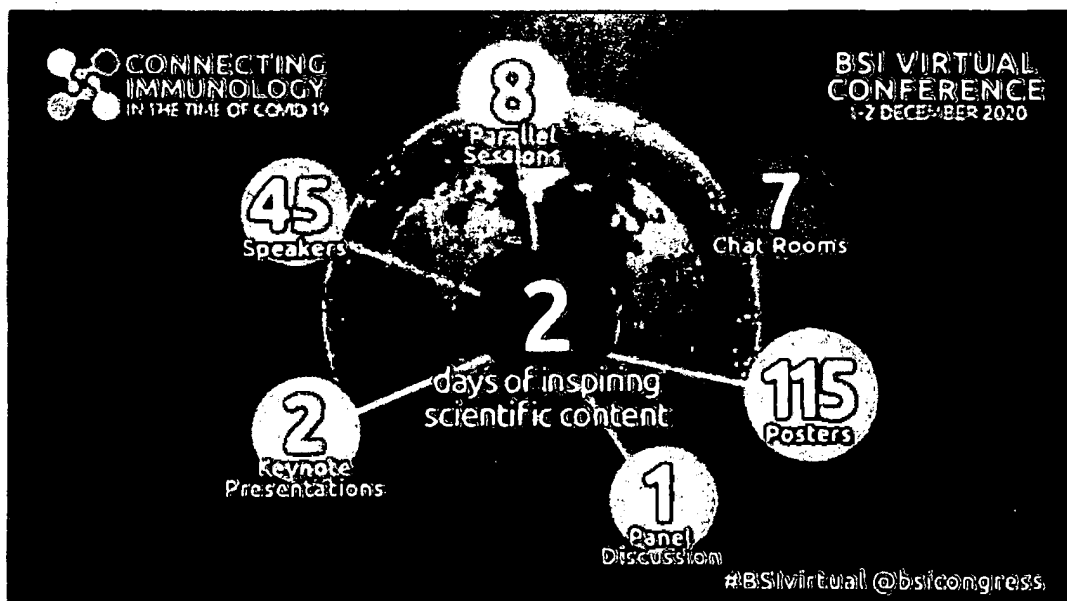 CONNECTING
IMMUNOLOGY
IN THE TIME OF COVID 19
BSI VIRTUAL
CONFERENCE
1-2 DECEMBER 2020
8
Parallel
Sessions
45
Speakers
7
Chat Rooms
2
days of inspiring
scientific content
115
Posters
2
Keynote
Presentations
1
Panel
Discussion
#BSIvirtual @bsicongress